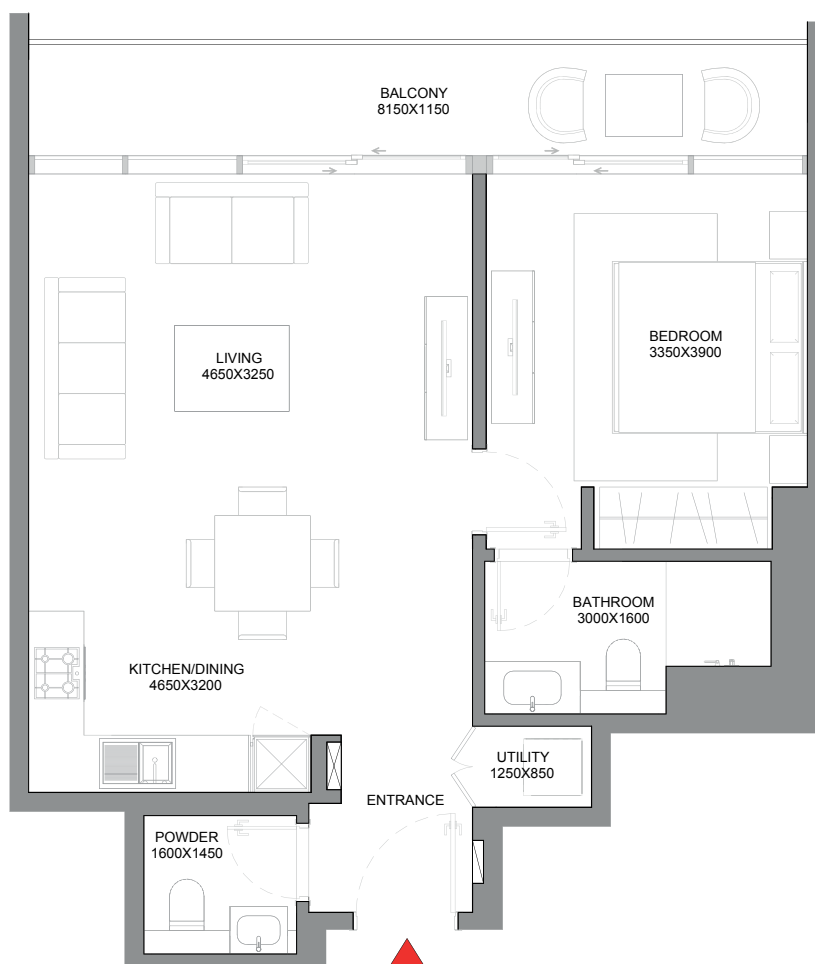 BALCONY
8150X1150
LIVING
4650X3250
BEDROOM
3350X3900
BATHROOM
3000X1600
KITCHEN/DINING
4650X3200
UTILITY
1250X850
ENTRANCE
POWDER
1600X1450